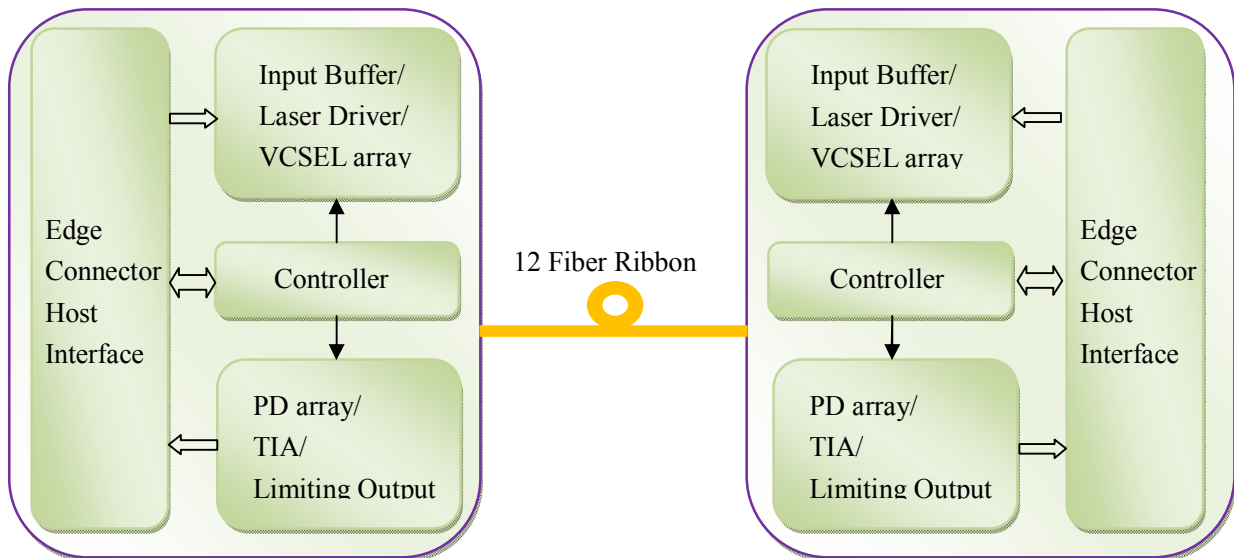 Input Buffer/
Laser Driver/
VCSEL array
Edge
Connector
Host
Interface
Controller
PD array/
TIA/
Limiting Output
12 Fiber Ribbon
Input Buffer/
Laser Driver/
VCSEL array
Controller
Edge
Connector
Host
Interface
PD array/
TIA/
Limiting Output